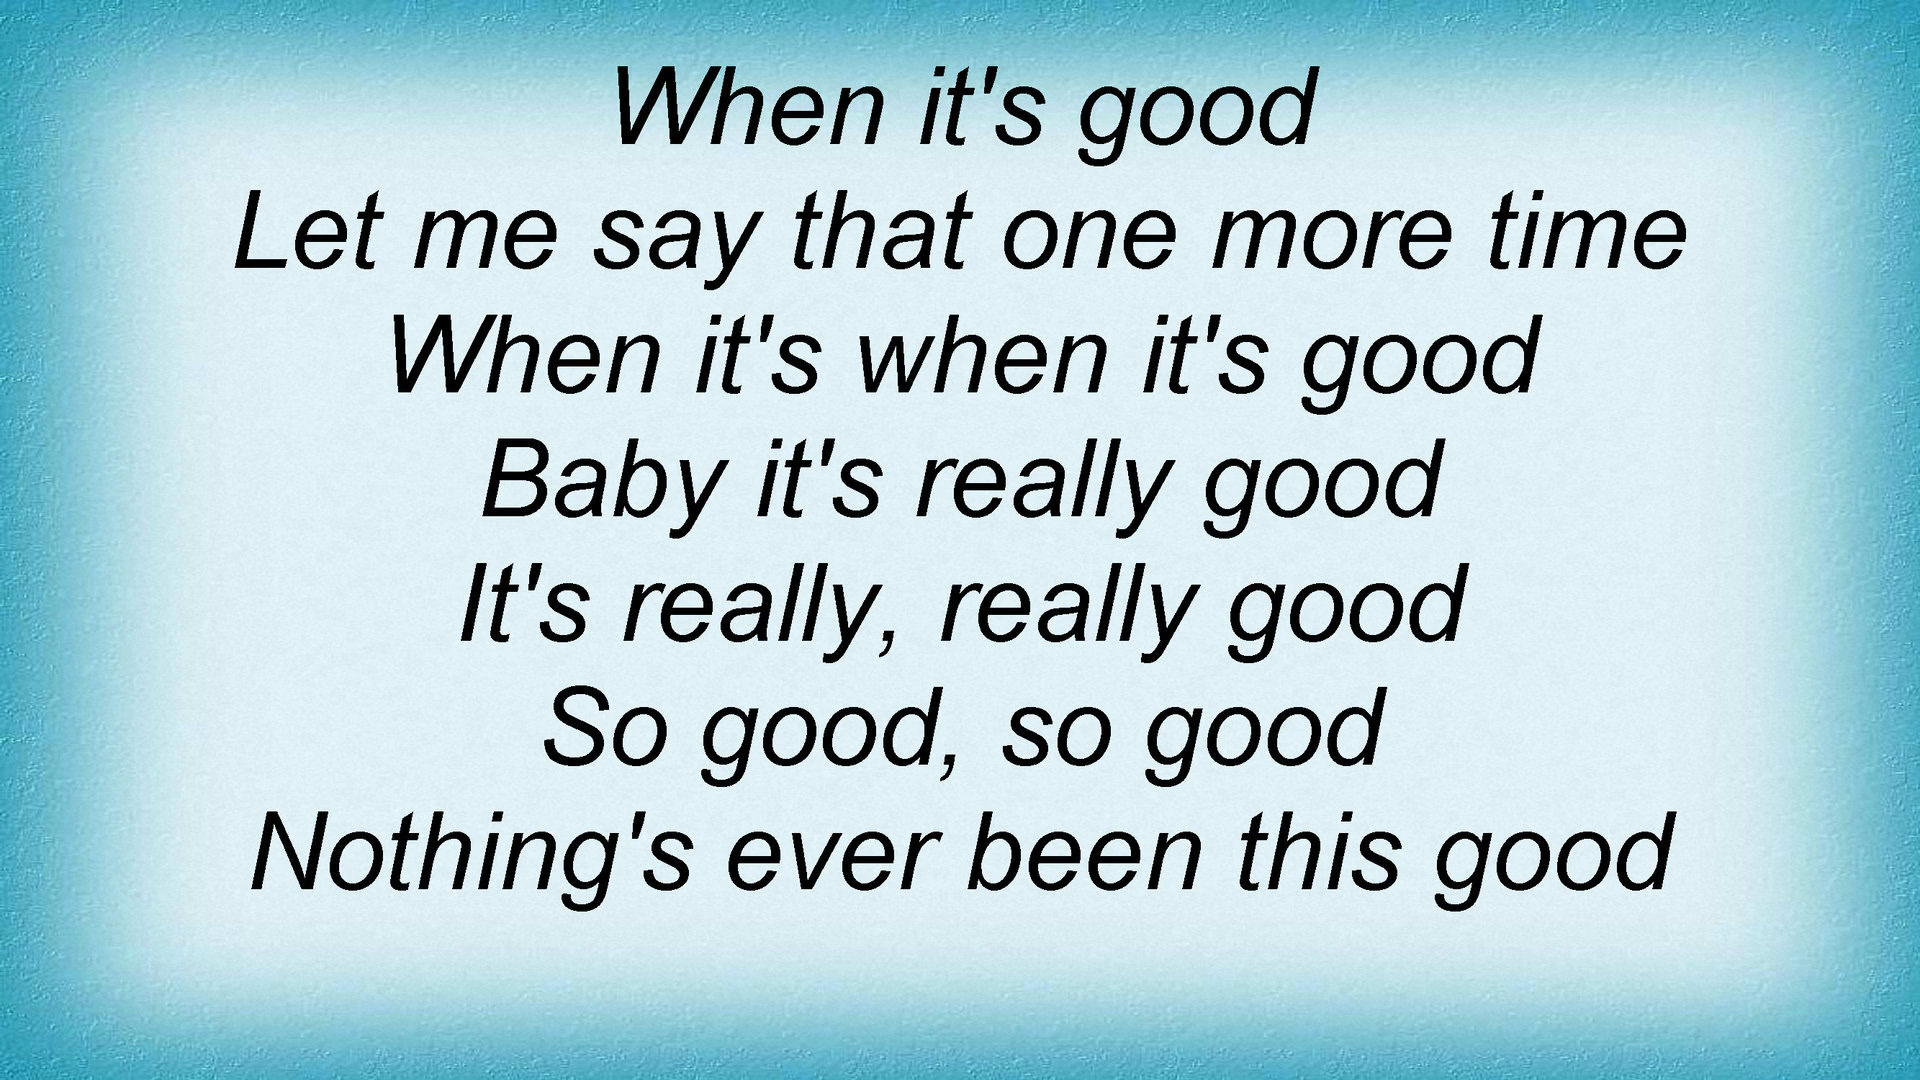 When it's good
Let me say that one more time
When it's when it's good
Baby it's really good
It's really, really good
So good, so good
Nothing's ever been this good